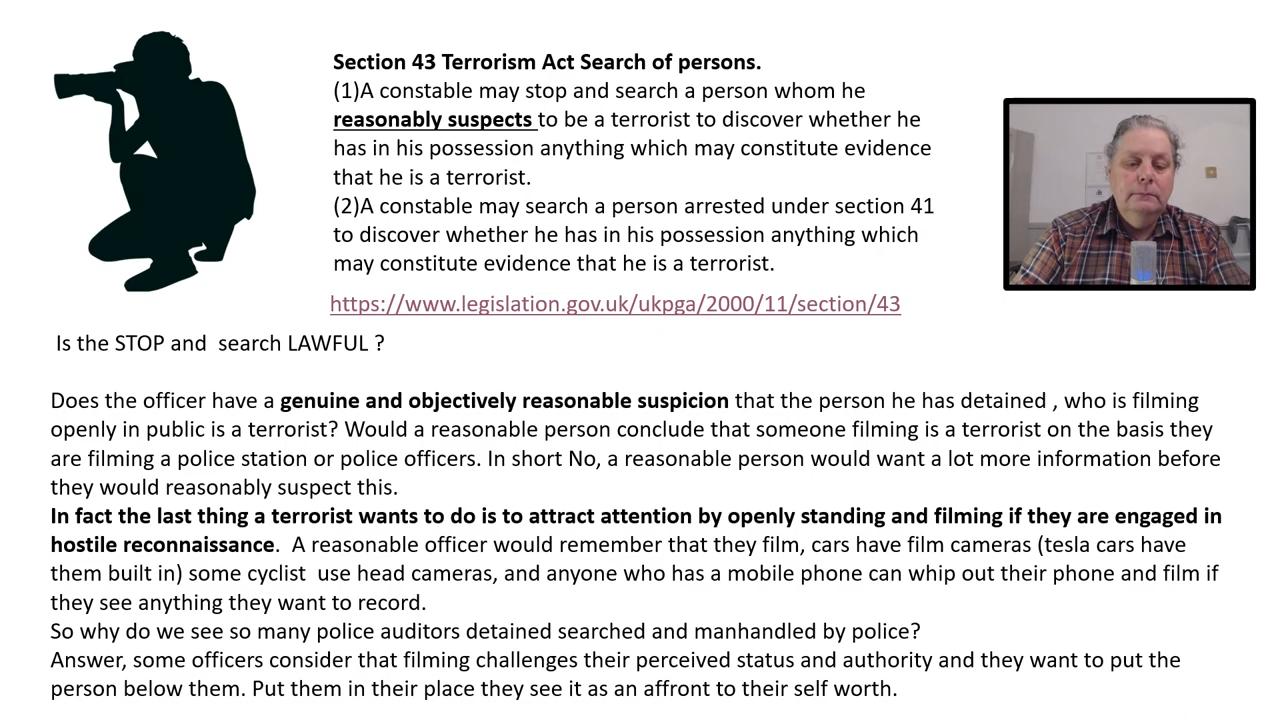 Section 43 Terrorism Act Search of persons.
(1)A constable may stop and search a person whom he
reasonably suspects to be a terrorist to discover whether he
has in his possession anything which may constitute evidence
that he is a terrorist.
(2)A constable may search a person arrested under section 41
to discover whether he has in his possession anything which
may constitute evidence that he is a terrorist.
https://www.legislation.gov.uk/ukpga/2000/11/section/43
Is the STOP and  search LAWFUL ?
Does the officer have a genuine and objectively reasonable suspicion that the person he has detained , who is filming
openly in public is a terrorist? Would a reasonable person conclude that someone filming is a terrorist on the basis they
are filming a police station or police officers. In short No, a reasonable person would want a lot more information before
they would reasonably suspect this.
In fact the last thing a terrorist wants to do is to attract attention by openly standing and filming if they are engaged in
hostile reconnaissance.  A reasonable officer would remember that they film, cars have film cameras (tesla cars have
them built in) some cyclist  use head cameras, and anyone who has a mobile phone can whip out their phone and film if
they see anything they want to record.
So why do we see so many police auditors detained searched and manhandled by police?
Answer, some officers consider that filming challenges their perceived status and authority and they want to put the
person below them. Put them in their place they see it as an affront to their self worth.